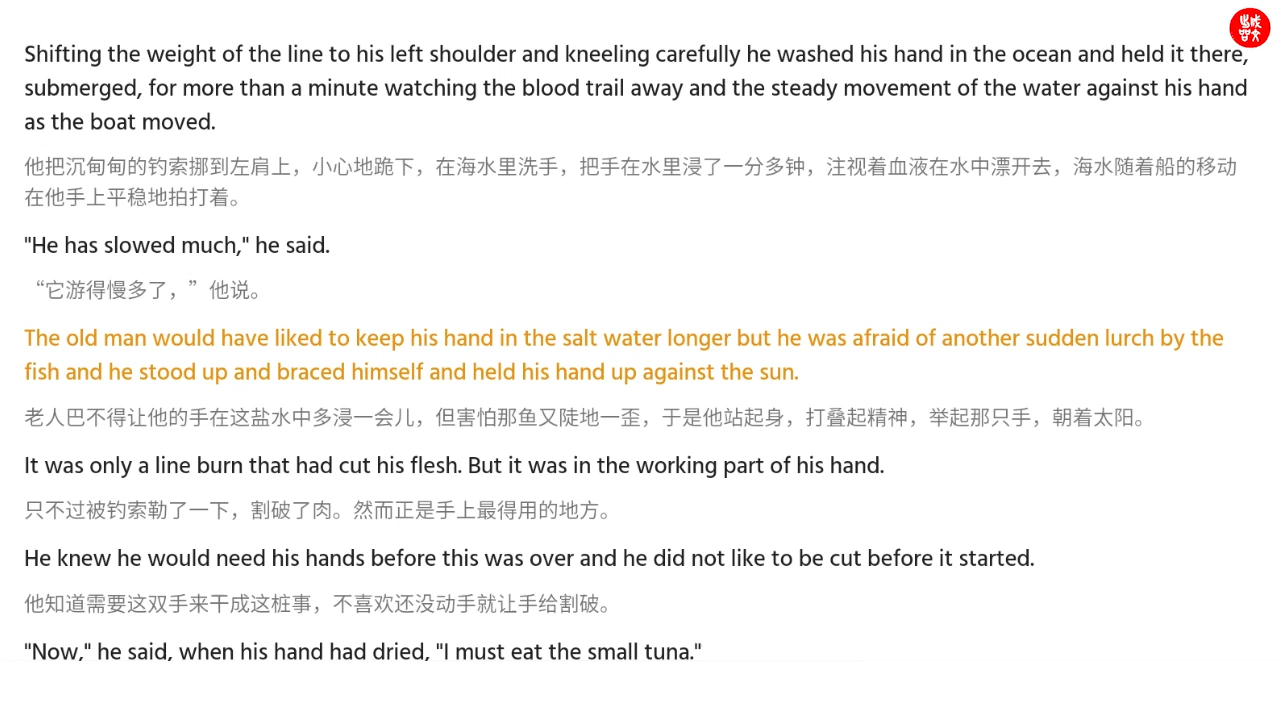 Shifting the weight of the line to his left shoulder and kneeling carefully he washed his hand in the ocean and held it there,
submerged, for more than a minute watching the blood trail away and the steady movement of the water against his hand
as the boat moved.
他把沉甸甸的钓索挪到左肩上，小心地跪下，在海水里洗手，把手在水里浸了一分多钟，注视着血液在水中漂开去，海水随着船的移动
在他手上平稳地拍打着。
"He has slowed much," he said.
“它游得慢多了，”他说。
The old man would have liked to keep his hand in the salt water longer but he was afraid of another sudden lurch by the
fish and he stood up and braced himself and held his hand up against the sun.
老人巴不得让他的手在这盐水中多浸一会儿，但害怕那鱼又陡地一歪，于是他站起身，打叠起精神，举起那只手，朝着太阳。
It was only a line burn that had cut his flesh. But it was in the working part of his hand.
只不过被钓索勒了一下，割破了肉。然而正是手上最得用的地方。
He knew he would need his hands before this was over and he did not like to be cut before it started.
他知道需要这双手来干成这桩事，不喜欢还没动手就让手给割破。
"Now," he said, when his hand had dried, "I must eat the small tuna."